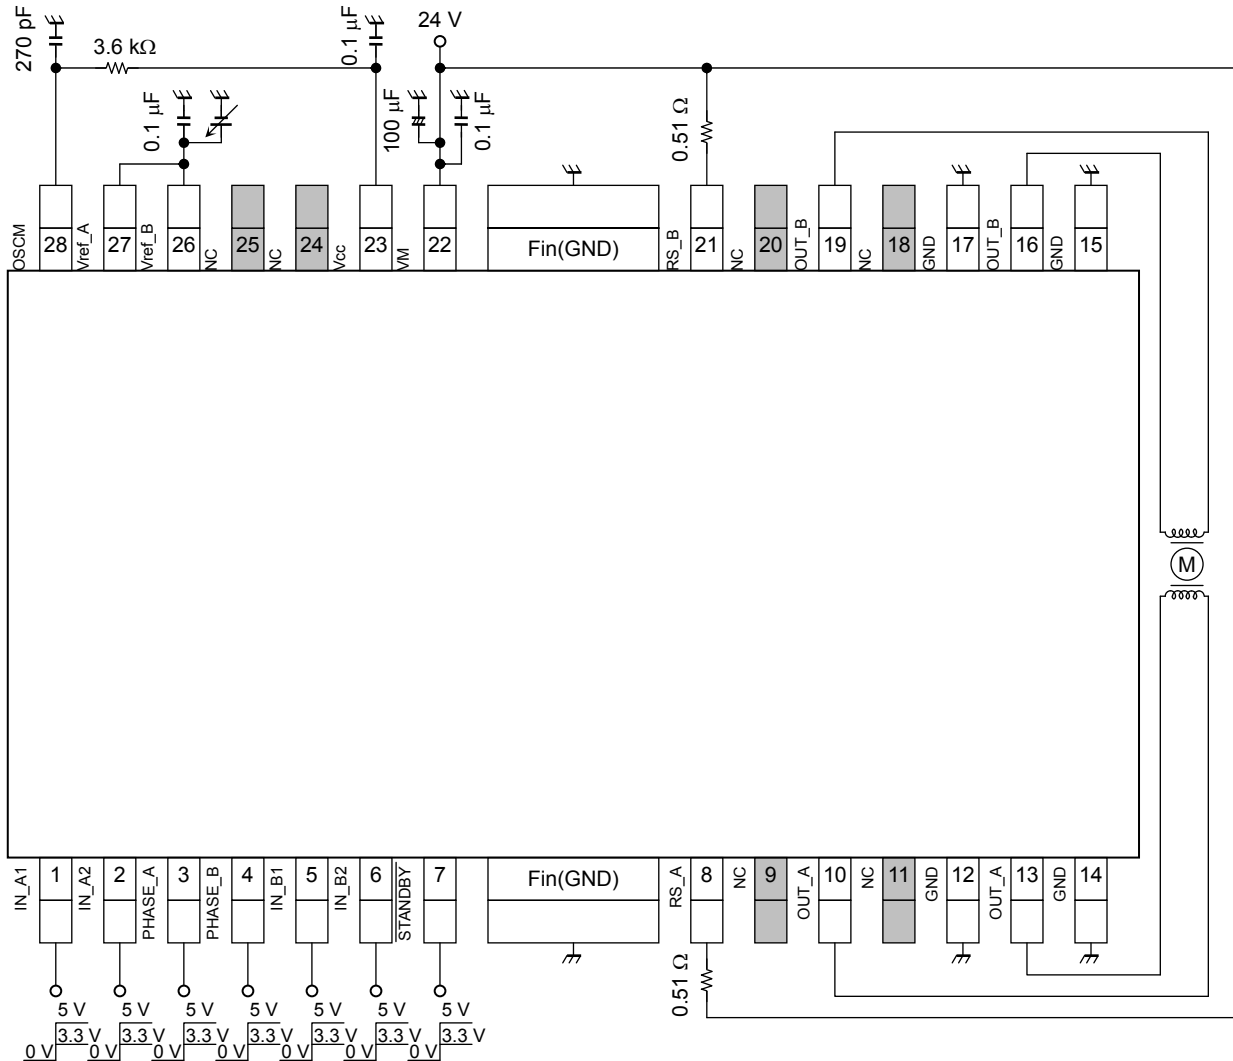 270 pF
3.6 kΩ
0.1 μF
24 V
0.1 μF
100 μF
0.1 μF
0.51 Ω
OSCM
28
Vref_A
27
Vref_B
26
NC
25
NC
24
Vcc
23
VM
22
Fin(GND)
RS_B
21
NC
20
OUT_B
19
NC
18
GND
17
OUT_B
16
GND
15
M
IN_A1
1
IN_A2
2
PHASE_A
3
PHASE_B
4
IN_B1
5
IN_B2
6
STANDBY
7
Fin(GND)
RS_A
8
NC
9
OUT_A
10
NC
11
GND
12
OUT_A
13
GND
14
0.51 Ω
5 V 5 V 5 V 5 V 5 V 5 V 5 V
3.3 V 3.3 V 3.3 V 3.3 V 3.3 V 3.3 V 3.3 V
0 V 0 V 0 V 0 V 0 V 0 V 0 V